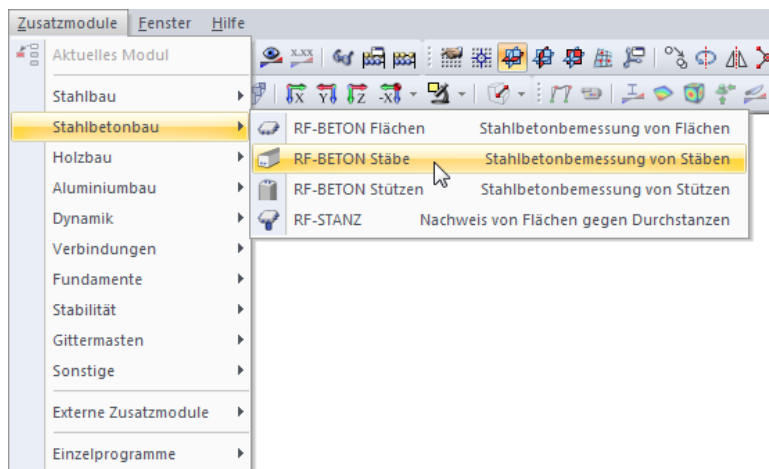 Zusatzmodule Fenster Hilfe
Aktuelles Modul
x.xx
Stahlbau
X Y Z -X
Stahlbetonbau
RF-BETON Flächen Stahlbetonbemessung von Flächen
Holzbau
RF-BETON Stäbe Stahlbetonbemessung von Stäben
Aluminiumbau
RF-BETON Stützen Stahlbetonbemessung von Stützen
Dynamik
RF-STANZ Nachweis von Flächen gegen Durchstanzen
Verbindungen
Fundamente
Stabilität
Gittermasten
Sonstige
Externe Zusatzmodule
Einzelprogramme